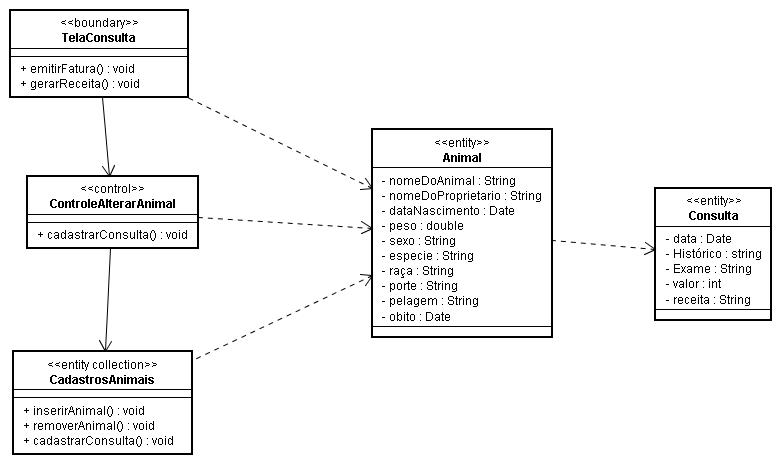 <<boundary>>
TelaConsulta
+ emitirFatura() : void
+ gerarReceita() : void
<<control>>
ControleAlterarAnimal
+ cadastrarConsulta() : void
<<entity collection>>
CadastrosAnimais
+ inserirAnimal() : void
+ removerAnimal() : void
+ cadastrarConsulta() : void
<<entity>>
Animal
- nomeDoAnimal : String
- nomeDoProprietario : String
- dataNascimento : Date
- peso : double
- sexo : String
- especie : String
- raça : String
- porte : String
- pelagem : String
- obito : Date
<<entity>>
Consulta
- data : Date
- Histórico : string
- Exame : String
- valor : int
- receita : String